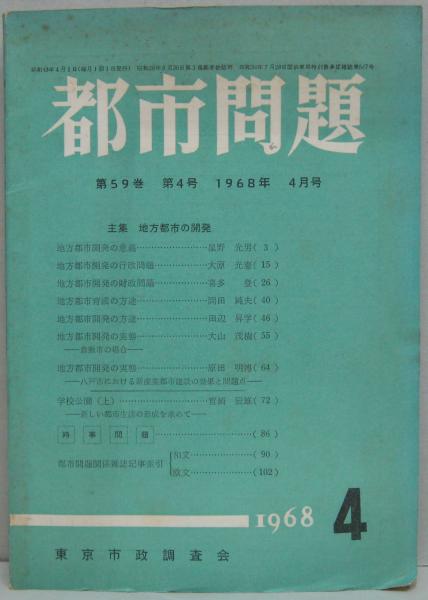 都市問題
第59巻 第4号 1968年 4月号
主集 地方都市の開発
地方都市開発の意義……………………星野 光男( 3 )
地方都市開発の行政問題………………大原 光憲(15)
地方都市開発の財政問題………………喜多 登(26)
地方都市育成の方途……………………岡田 純夫(40)
地方都市開発の方途……………………田辺 昇学(46)
地方都市開発の実態……………………大山 茂樹(55)
——倉敷市の場合——
地方都市開発の実態……………………原田 明博(64)
——八戸市における新産業都市建設の効果と問題点——
学校公園(上)…………………………宮崎 辰雄(72)
——新しい都市生活の形成を求めて——
時事問題……………………………………(86)
都市問題関係雑誌記事索引
和文……………………(90)
欧文……………………(102)
1968 4
東京市政調査会